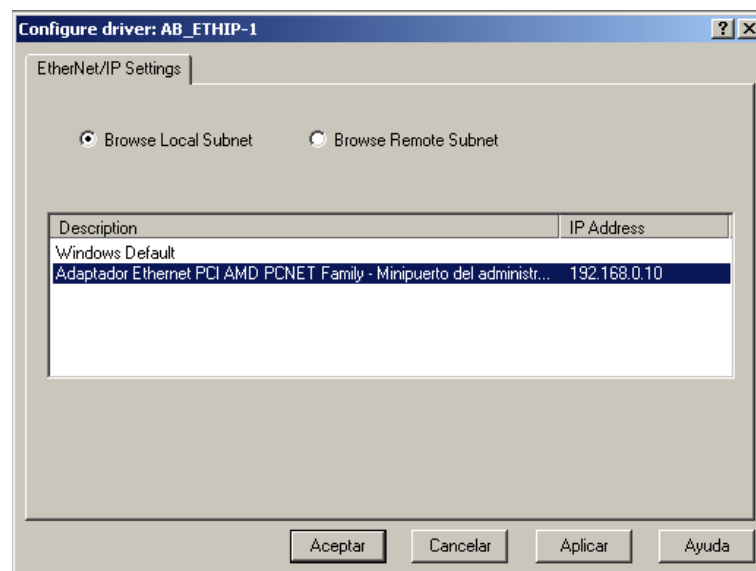 Configure driver: AB_ETHIP-1
EtherNet/IP Settings
Browse Local Subnet Browse Remote Subnet
Description IP Address
Windows Default
Adaptador Ethernet PCI AMD PCNET Family - Minipuerto del administr... 192.168.0.10
Aceptar Cancelar Aplicar Ayuda